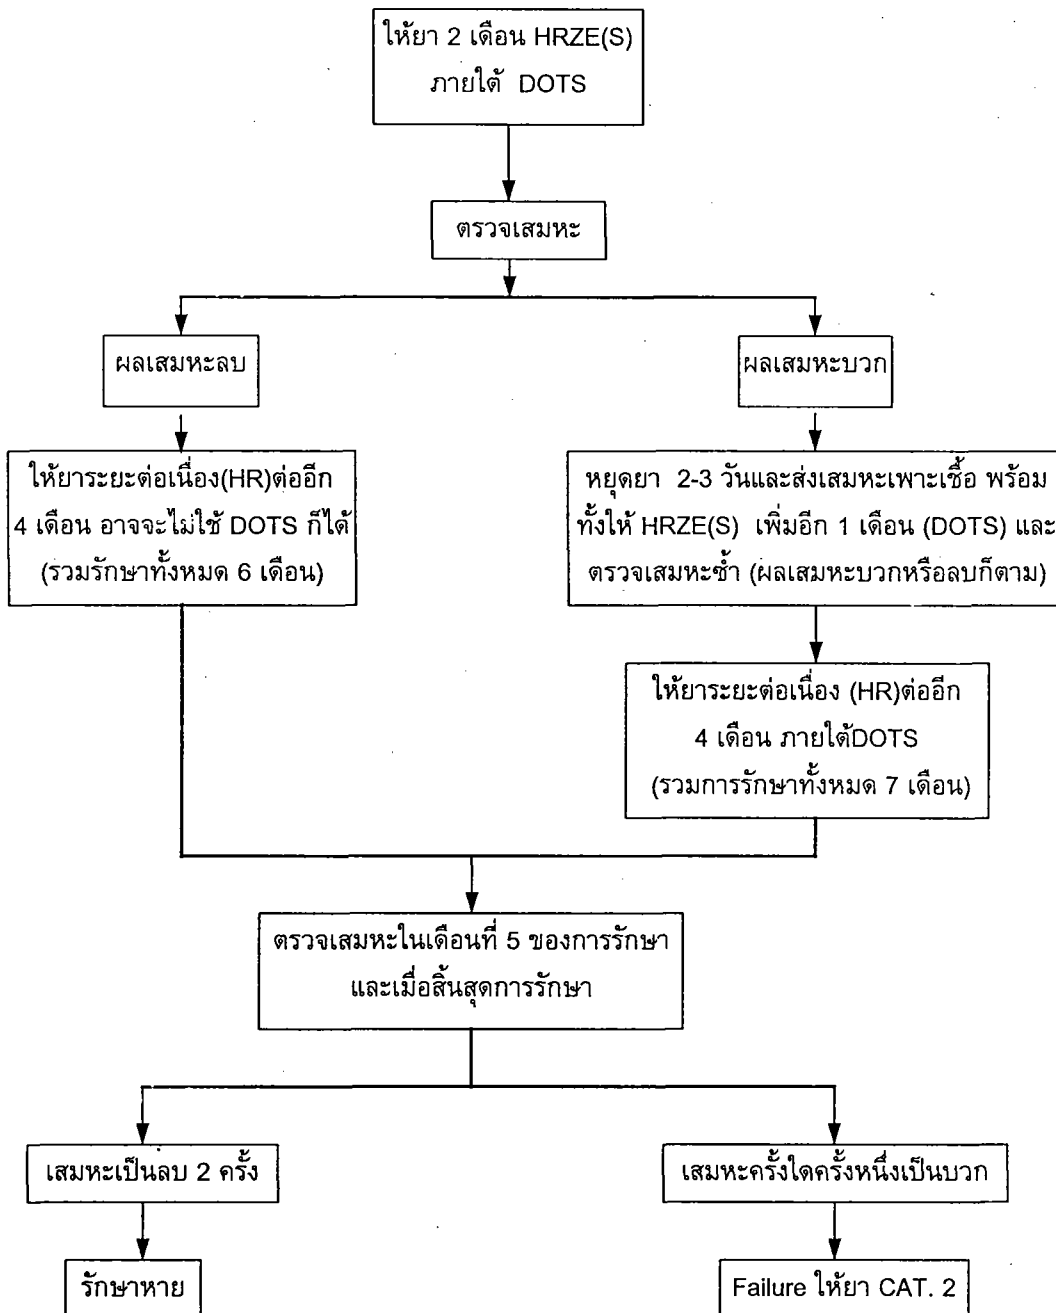 ให้ยา 2 เดือน HRZE(S)
ภายใต้ DOTS
ตรวจเสมหะ
ผลเสมหะลบ
ผลเสมหะบวก
ให้ยาระยะต่อเนื่อง(HR)ต่ออีก
4 เดือน อาจจะไม่ใช้ DOTS ก็ได้
(รวมรักษาทั้งหมด 6 เดือน)
หยุดยา 2-3 วันและส่งเสมหะเพาะเชื้อ พร้อม
ทั้งให้ HRZE(S) เพิ่มอีก 1 เดือน (DOTS) และ
ตรวจเสมหะซ้ำ (ผลเสมหะบวกหรือลบก็ตาม)
ให้ยาระยะต่อเนื่อง (HR)ต่ออีก
4 เดือน ภายใต้DOTS
(รวมการรักษาทั้งหมด 7 เดือน)
ตรวจเสมหะในเดือนที่ 5 ของการรักษา
และเมื่อสิ้นสุดการรักษา
เสมหะเป็นลบ 2 ครั้ง
เสมหะครั้งใดครั้งหนึ่งเป็นบวก
รักษาหาย
Failure ให้ยา CAT. 2